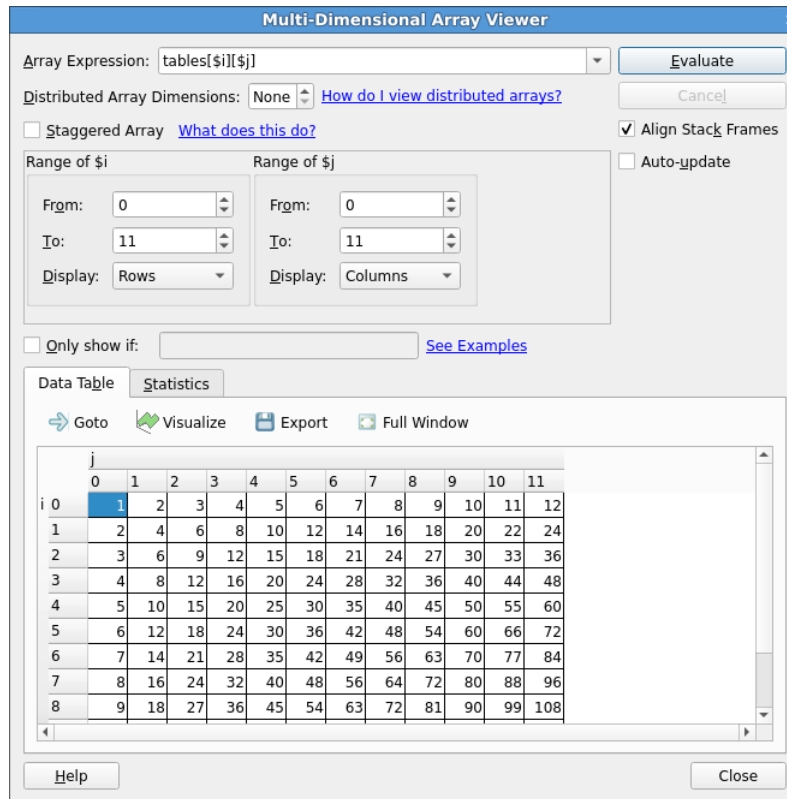 Multi-Dimensional Array Viewer
Array Expression: tables[$i][$j] Evaluate
Distributed Array Dimensions: None How do I view distributed arrays? Cancel
Staggered Array What does this do? Align Stack Frames
Range of $i Range of $j Auto-update
From: 0 From: 0
To: 11 To: 11
Display: Rows Display: Columns
Only show if: See Examples
Data Table Statistics
Goto Visualize Export Full Window
j
0 1 2 3 4 5 6 7 8 9 10 11
i 0 1 2 3 4 5 6 7 8 9 10 11 12
1 2 4 6 8 10 12 14 16 18 20 22 24
2 3 6 9 12 15 18 21 24 27 30 33 36
3 4 8 12 16 20 24 28 32 36 40 44 48
4 5 10 15 20 25 30 35 40 45 50 55 60
5 6 12 18 24 30 36 42 48 54 60 66 72
6 7 14 21 28 35 42 49 56 63 70 77 84
7 8 16 24 32 40 48 56 64 72 80 88 96
8 9 18 27 36 45 54 63 72 81 90 99 108
Help Close